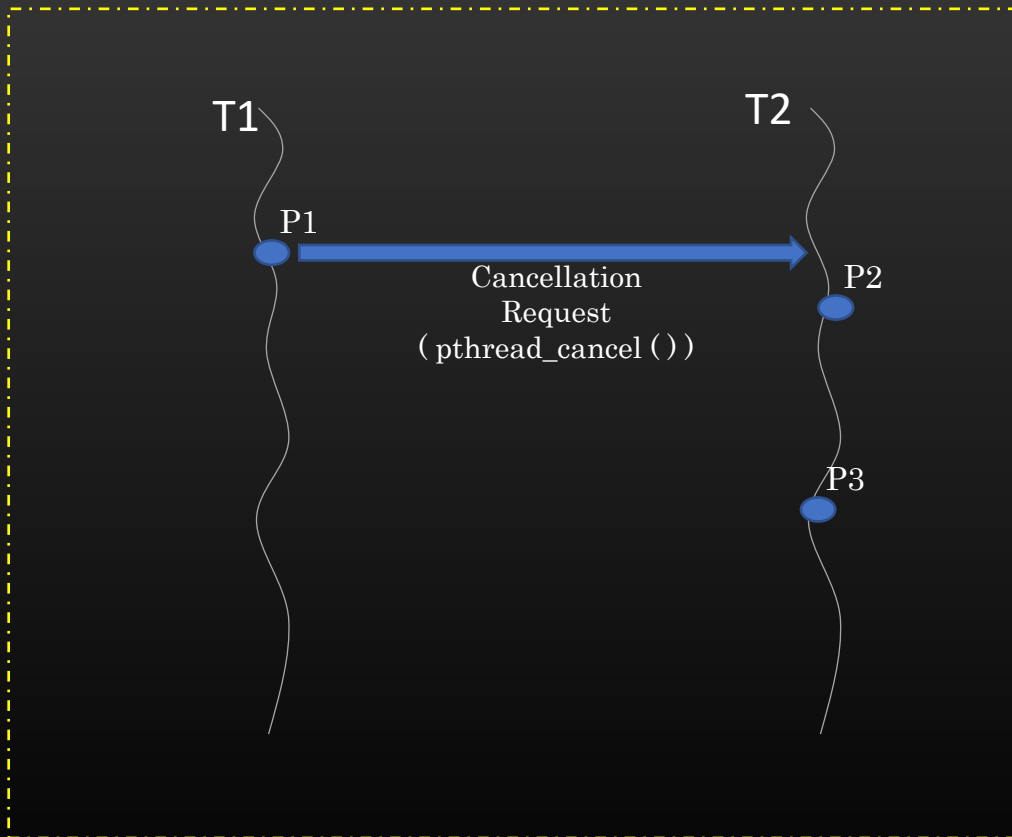 T1
T2
P1
Cancellation
Request
( pthread_cancel ( ) )
P2
P3